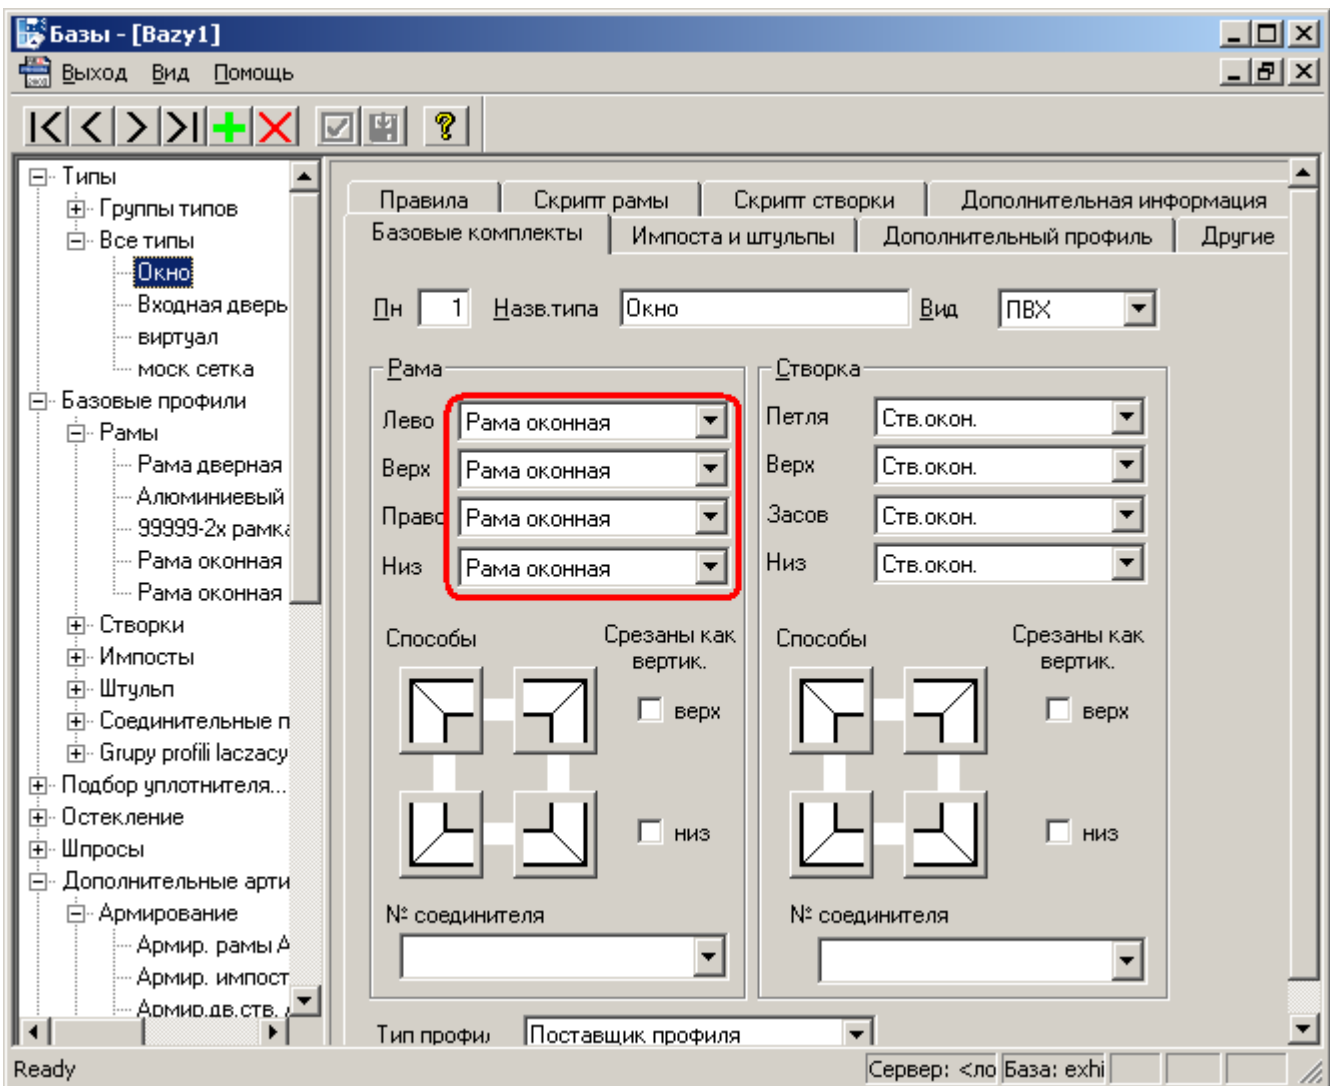 Базы - [Bazy1]
Выход Вид Помощь
Типы
Группы типов
Все типы
Окно
Входная дверь
виртуал
моск сетка
Базовые профили
Рамы
Рама дверная
Алюминиевый
99999-2x рамка
Рама оконная
Рама оконная
Створки
Импосты
Штульп
Соединительные п
Grupy profili laczacy
Подбор уплотнителя...
Остекление
Шпросы
Дополнительные арти
Армирование
Армир. рамы А
Армир. импост
Армир.дв.ств.
Правила Скрипт рамы Скрипт створки Дополнительная информация
Базовые комплекты Импоста и штульпы Дополнительный профиль Другие
Пн 1 Назв.типа Окно Вид ПВХ
Рама
Лево Рама оконная
Верх Рама оконная
Право Рама оконная
Низ Рама оконная
Способы Срезаны как
вертик.
верх
низ
№ соединителя
Створка
Петля Ств.окон.
Верх Ств.окон.
Засов Ств.окон.
Низ Ств.окон.
Способы Срезаны как
вертик.
верх
низ
№ соединителя
Тип профи Поставщик профиля
Ready Сервер: <ло База: exhi